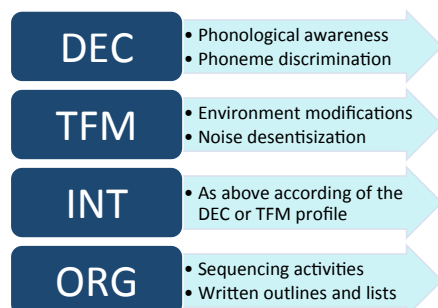 DEC
• Phonological awareness
• Phoneme discrimination
TFM
• Environment modifications
• Noise desentisization
INT
• As above according of the
DEC or TFM profile
ORG
• Sequencing activities
• Written outlines and lists